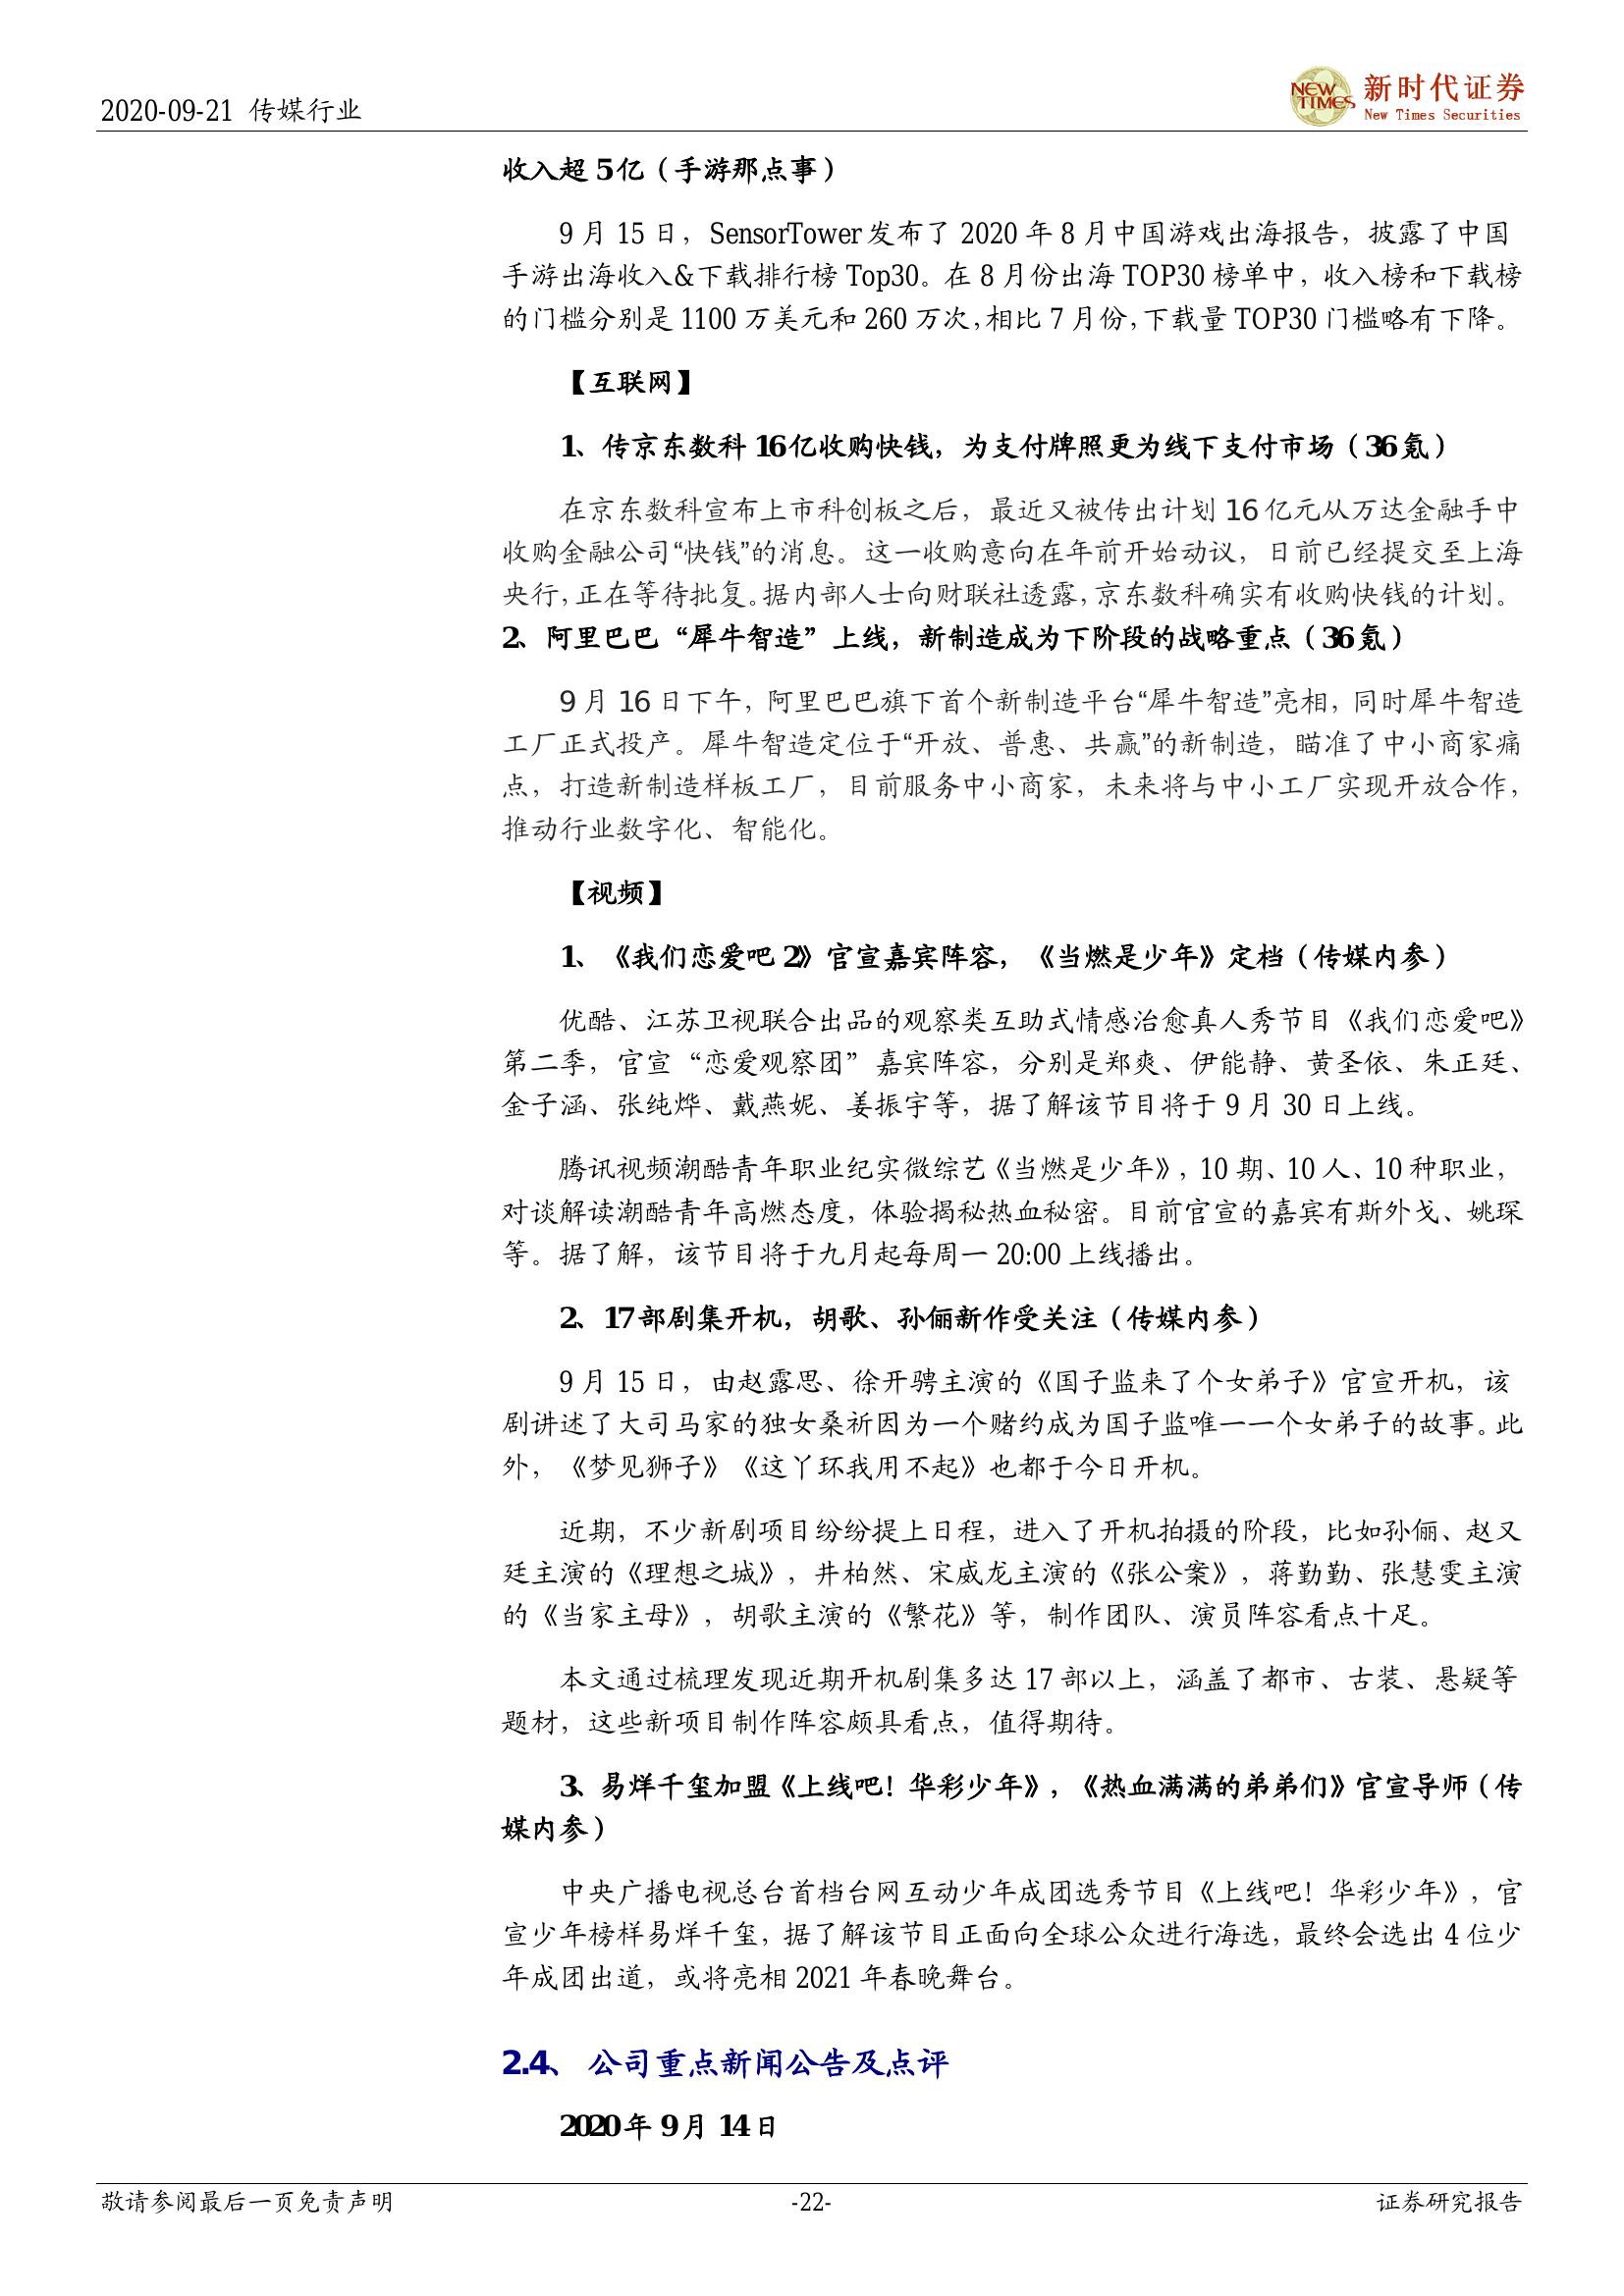 2020-09-21 传媒行业
NEW TIMES 新时代证券
New Times Securities
收入超 5 亿（手游那点事）
9 月 15 日，SensorTower 发布了 2020 年 8 月中国游戏出海报告，披露了中国
手游出海收入&下载排行榜 Top30。在 8 月份出海 TOP30 榜单中，收入榜和下载榜
的门槛分别是 1100 万美元和 260 万次，相比 7 月份，下载量 TOP30 门槛略有下降。
【互联网】
1、传京东数科 16 亿收购快钱，为支付牌照更为线下支付市场（36 氪）
在京东数科宣布上市科创板之后，最近又被传出计划 16 亿元从万达金融手中
收购金融公司“快钱”的消息。这一收购意向在年前开始动议，日前已经提交至上海
央行，正在等待批复。据内部人士向财联社透露，京东数科确实有收购快钱的计划。
2、阿里巴巴“犀牛智造”上线，新制造成为下阶段的战略重点（36 氪）
9 月 16 日下午，阿里巴巴旗下首个新制造平台“犀牛智造”亮相，同时犀牛智造
工厂正式投产。犀牛智造定位于“开放、普惠、共赢”的新制造，瞄准了中小商家痛
点，打造新制造样板工厂，目前服务中小商家，未来将与中小工厂实现开放合作，
推动行业数字化、智能化。
【视频】
1、《我们恋爱吧 2》官宣嘉宾阵容，《当燃是少年》定档（传媒内参）
优酷、江苏卫视联合出品的观察类互助式情感治愈真人秀节目《我们恋爱吧》
第二季，官宣“恋爱观察团”嘉宾阵容，分别是郑爽、伊能静、黄圣依、朱正廷、
金子涵、张纯烨、戴燕妮、姜振宇等，据了解该节目将于 9 月 30 日上线。
腾讯视频潮酷青年职业纪实微综艺《当燃是少年》，10 期、10 人、10 种职业，
对谈解读潮酷青年高燃态度，体验揭秘热血秘密。目前官宣的嘉宾有斯外戈、姚琛
等。据了解，该节目将于九月起每周一 20:00 上线播出。
2、17 部剧集开机，胡歌、孙俪新作受关注（传媒内参）
9 月 15 日，由赵露思、徐开骋主演的《国子监来了个女弟子》官宣开机，该
剧讲述了大司马家的独女桑祈因为一个赌约成为国子监唯一一个女弟子的故事。此
外，《梦见狮子》《这丫环我用不起》也都于今日开机。
近期，不少新剧项目纷纷提上日程，进入了开机拍摄的阶段，比如孙俪、赵又
廷主演的《理想之城》，井柏然、宋威龙主演的《张公案》，蒋勤勤、张慧雯主演
的《当家主母》，胡歌主演的《繁花》等，制作团队、演员阵容看点十足。
本文通过梳理发现近期开机剧集多达 17 部以上，涵盖了都市、古装、悬疑等
题材，这些新项目制作阵容颇具看点，值得期待。
3、易烊千玺加盟《上线吧！华彩少年》，《热血满满的弟弟们》官宣导师（传
媒内参）
中央广播电视总台首档台网互动少年成团选秀节目《上线吧！华彩少年》，官
宣少年榜样易烊千玺，据了解该节目正面向全球公众进行海选，最终会选出 4 位少
年成团出道，或将亮相 2021 年春晚舞台。
2.4、 公司重点新闻公告及点评
2020 年 9 月 14 日
敬请参阅最后一页免责声明 -22- 证券研究报告